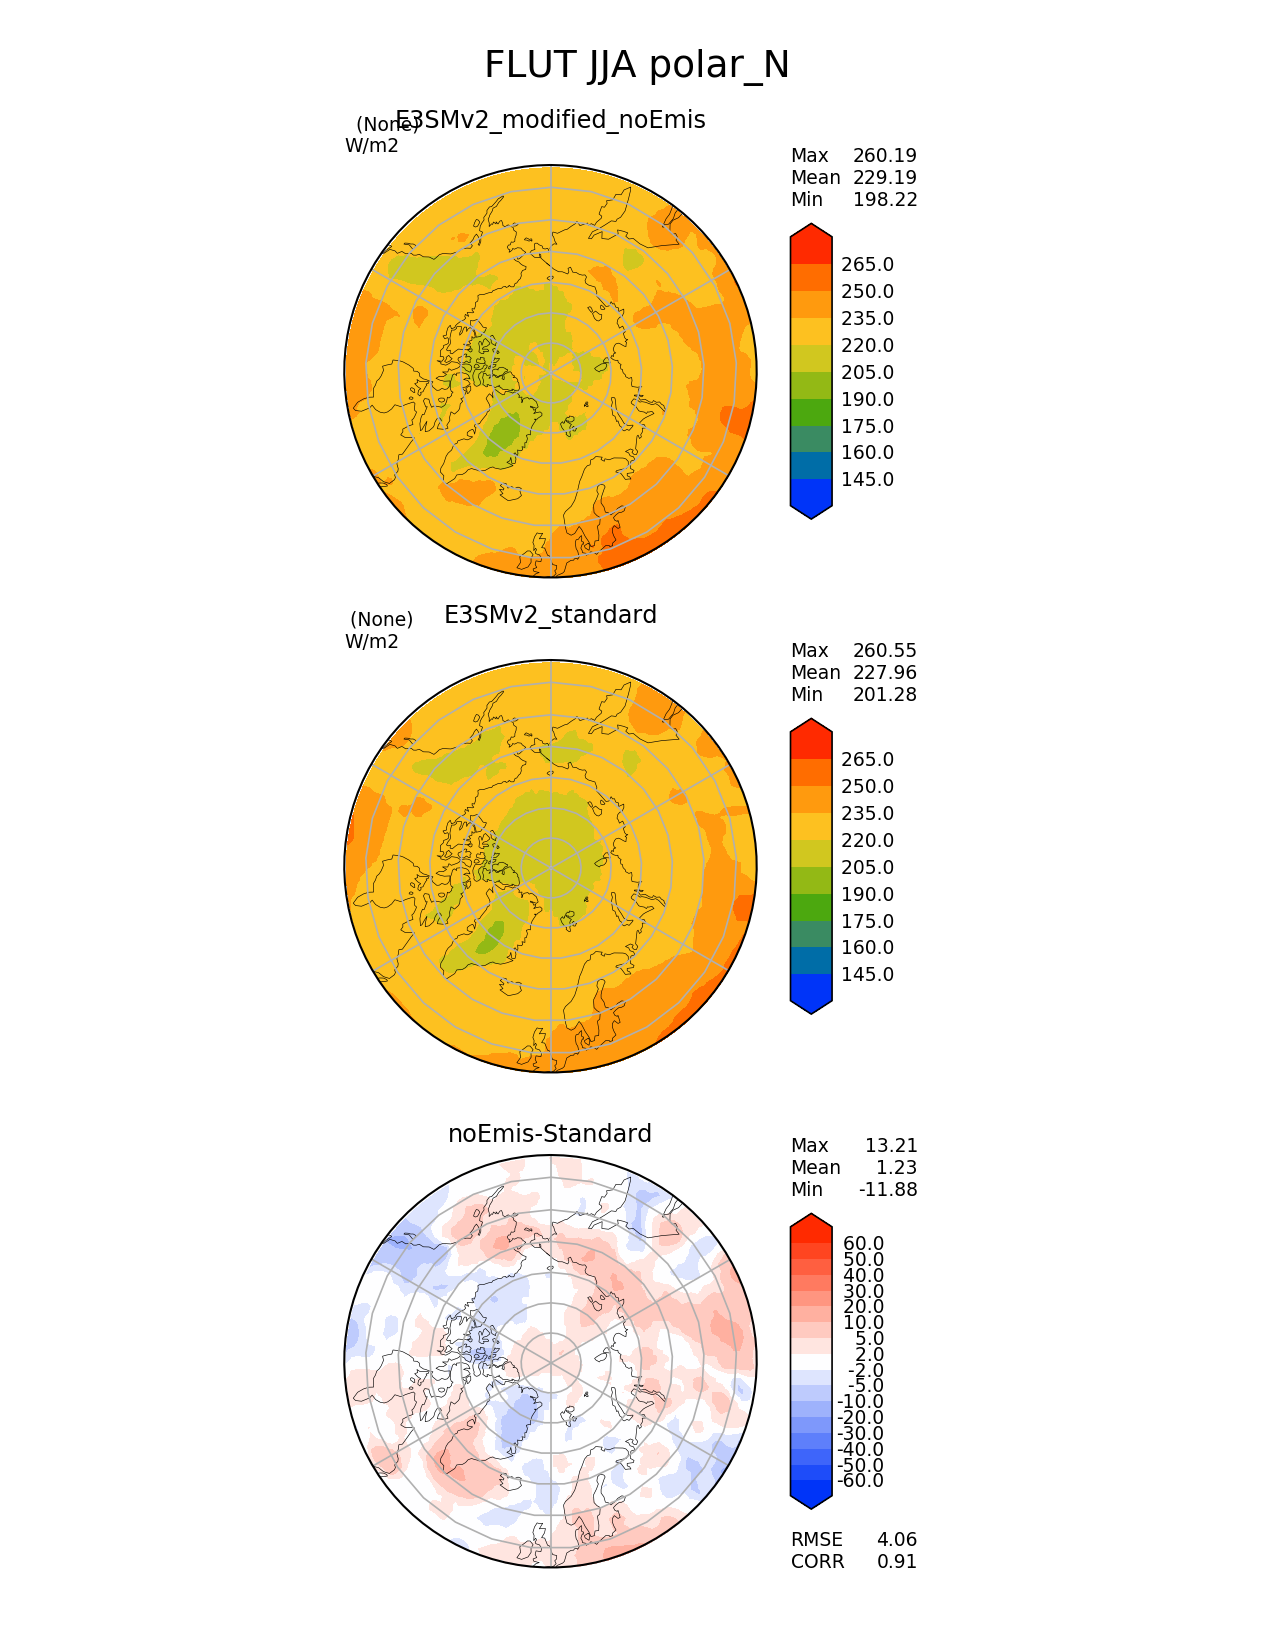 FLUT JJA polar_N
E3SMv2_modified_noEmis
(None)
W/m2
Max 260.19
Mean 229.19
Min 198.22
265.0
250.0
235.0
220.0
205.0
190.0
175.0
160.0
145.0
E3SMv2_standard
(None)
W/m2
Max 260.55
Mean 227.96
Min 201.28
265.0
250.0
235.0
220.0
205.0
190.0
175.0
160.0
145.0
noEmis-Standard
Max 13.21
Mean 1.23
Min -11.88
60.0
50.0
40.0
30.0
20.0
10.0
5.0
2.0
-2.0
-5.0
-10.0
-20.0
-30.0
-40.0
-50.0
-60.0
RMSE 4.06
CORR 0.91